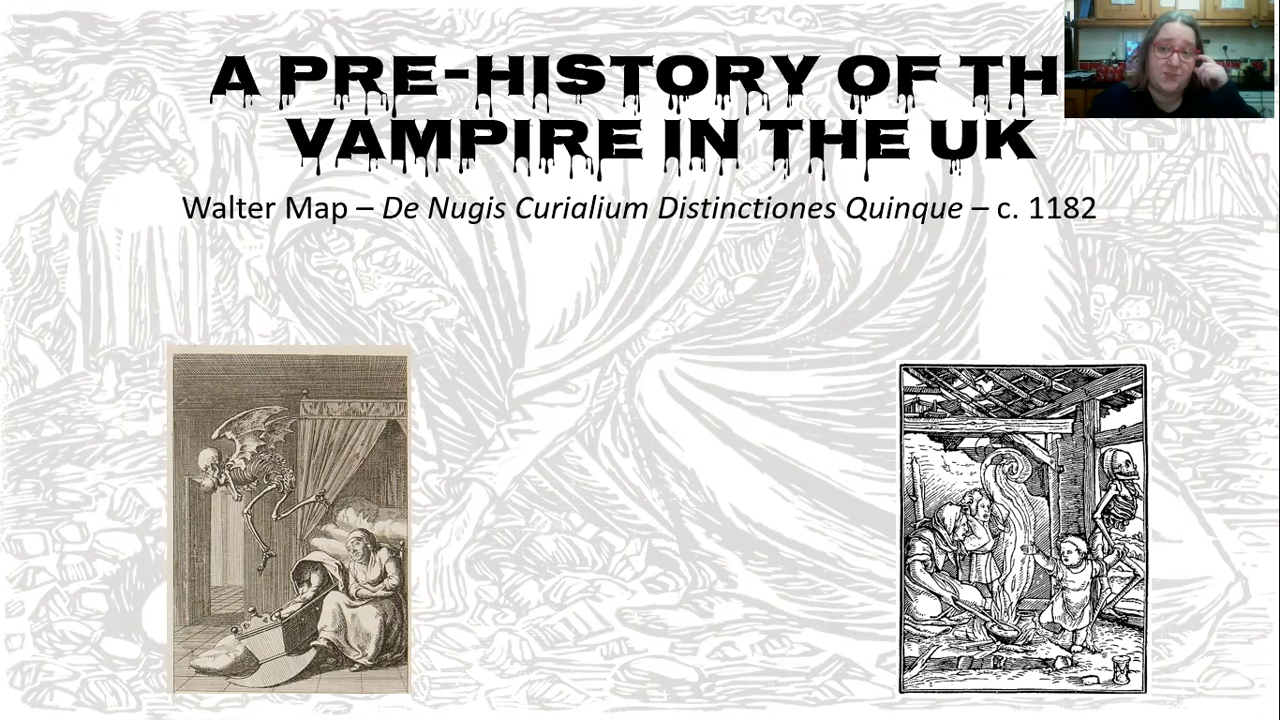 A PRE-HISTORY OF TH
VAMPIRE IN THE UK
Walter Map – De Nugis Curialium Distinctiones Quinque – c. 1182